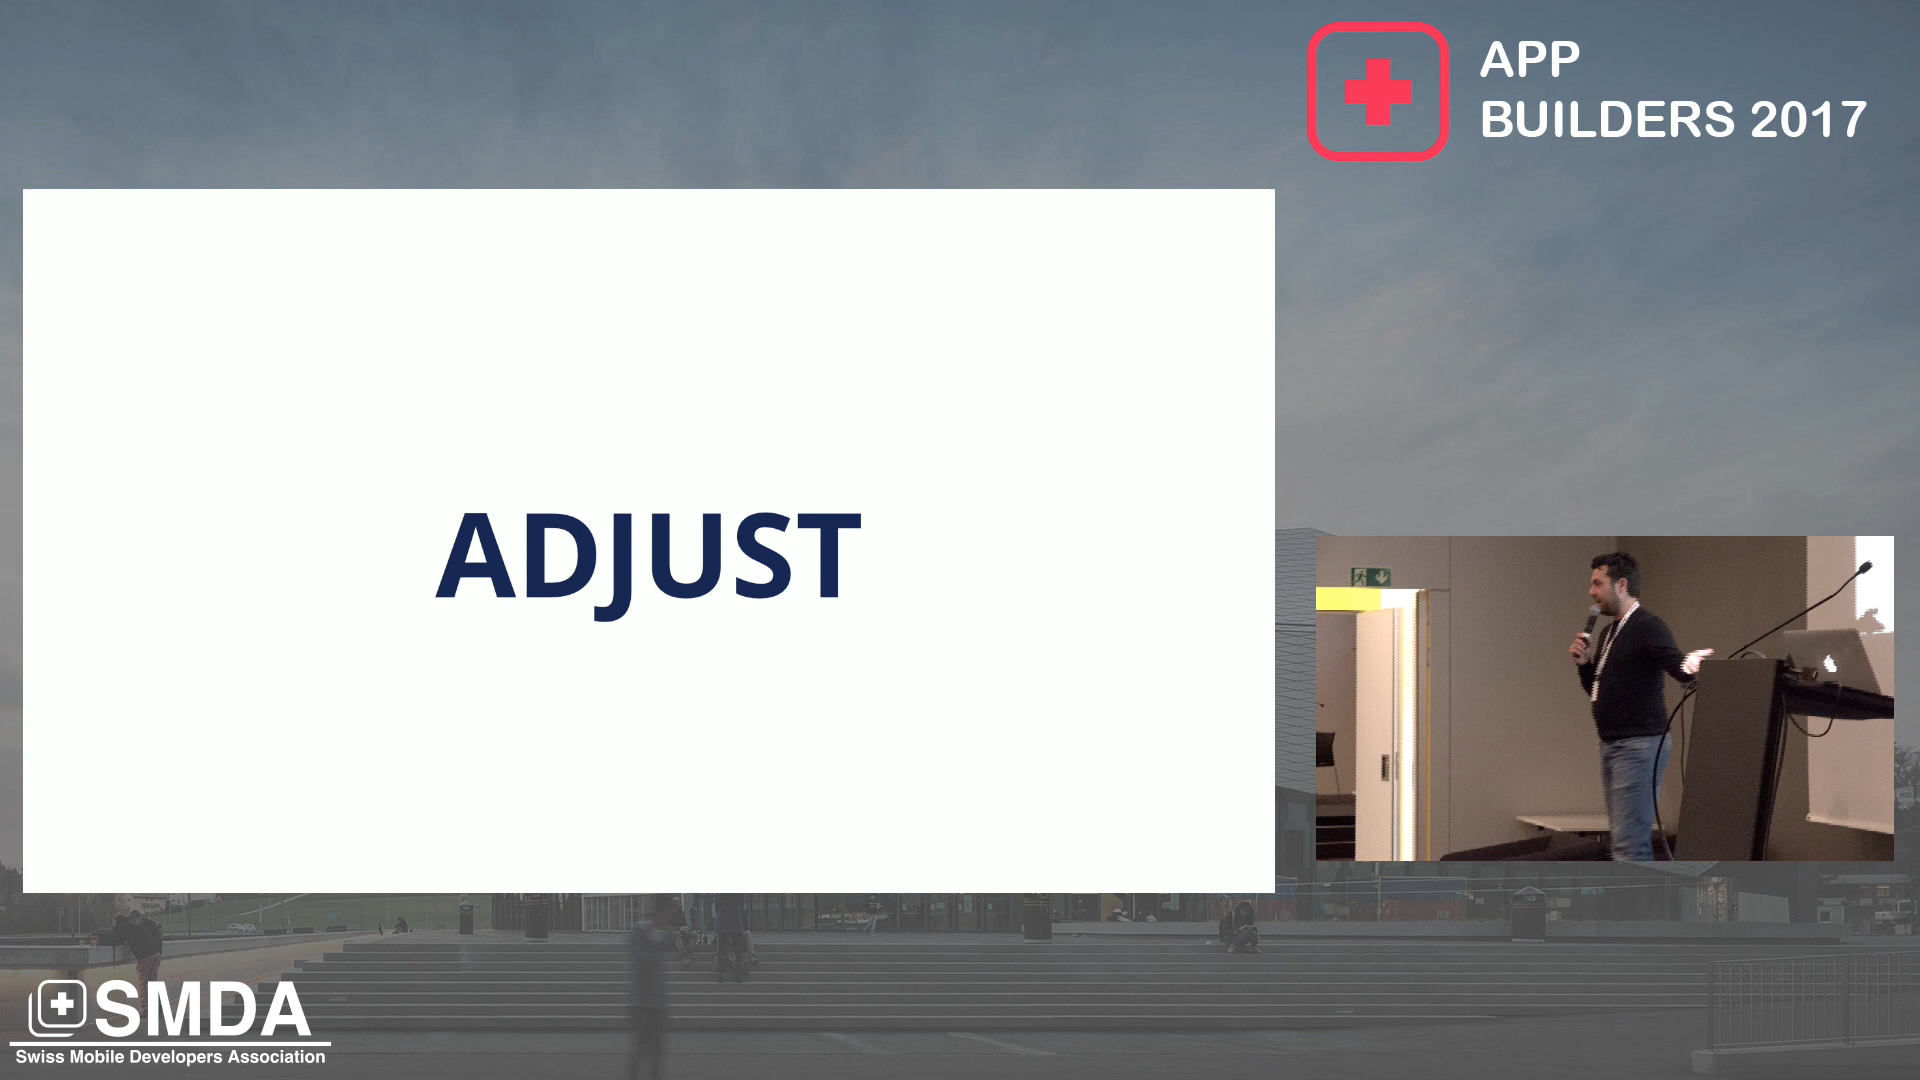 APP
BUILDERS 2017
ADJUST
SMDA
Swiss Mobile Developers Association